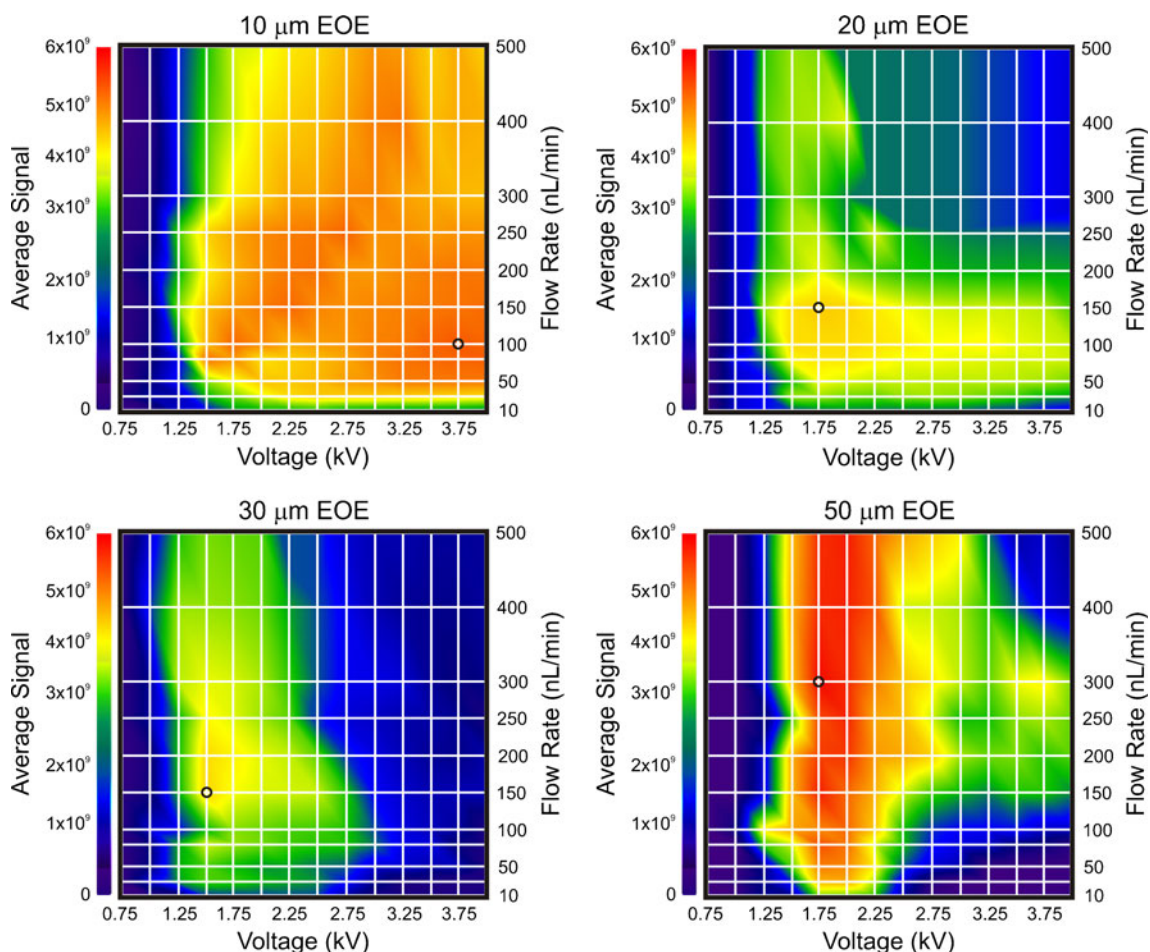 10 μm EOE
6x10⁹
5x10⁹
4x10⁹
3x10⁹
2x10⁹
1x10⁹
0
Average Signal
500
400
300
250
200
150
100
50
10
Flow Rate (nL/min)
0.75 1.25 1.75 2.25 2.75 3.25 3.75
Voltage (kV)
20 μm EOE
6x10⁹
5x10⁹
4x10⁹
3x10⁹
2x10⁹
1x10⁹
0
Average Signal
500
400
300
250
200
150
100
50
10
Flow Rate (nL/min)
0.75 1.25 1.75 2.25 2.75 3.25 3.75
Voltage (kV)
30 μm EOE
6x10⁹
5x10⁹
4x10⁹
3x10⁹
2x10⁹
1x10⁹
0
Average Signal
500
400
300
250
200
150
100
50
10
Flow Rate (nL/min)
0.75 1.25 1.75 2.25 2.75 3.25 3.75
Voltage (kV)
50 μm EOE
6x10⁹
5x10⁹
4x10⁹
3x10⁹
2x10⁹
1x10⁹
0
Average Signal
500
400
300
250
200
150
100
50
10
Flow Rate (nL/min)
0.75 1.25 1.75 2.25 2.75 3.25 3.75
Voltage (kV)